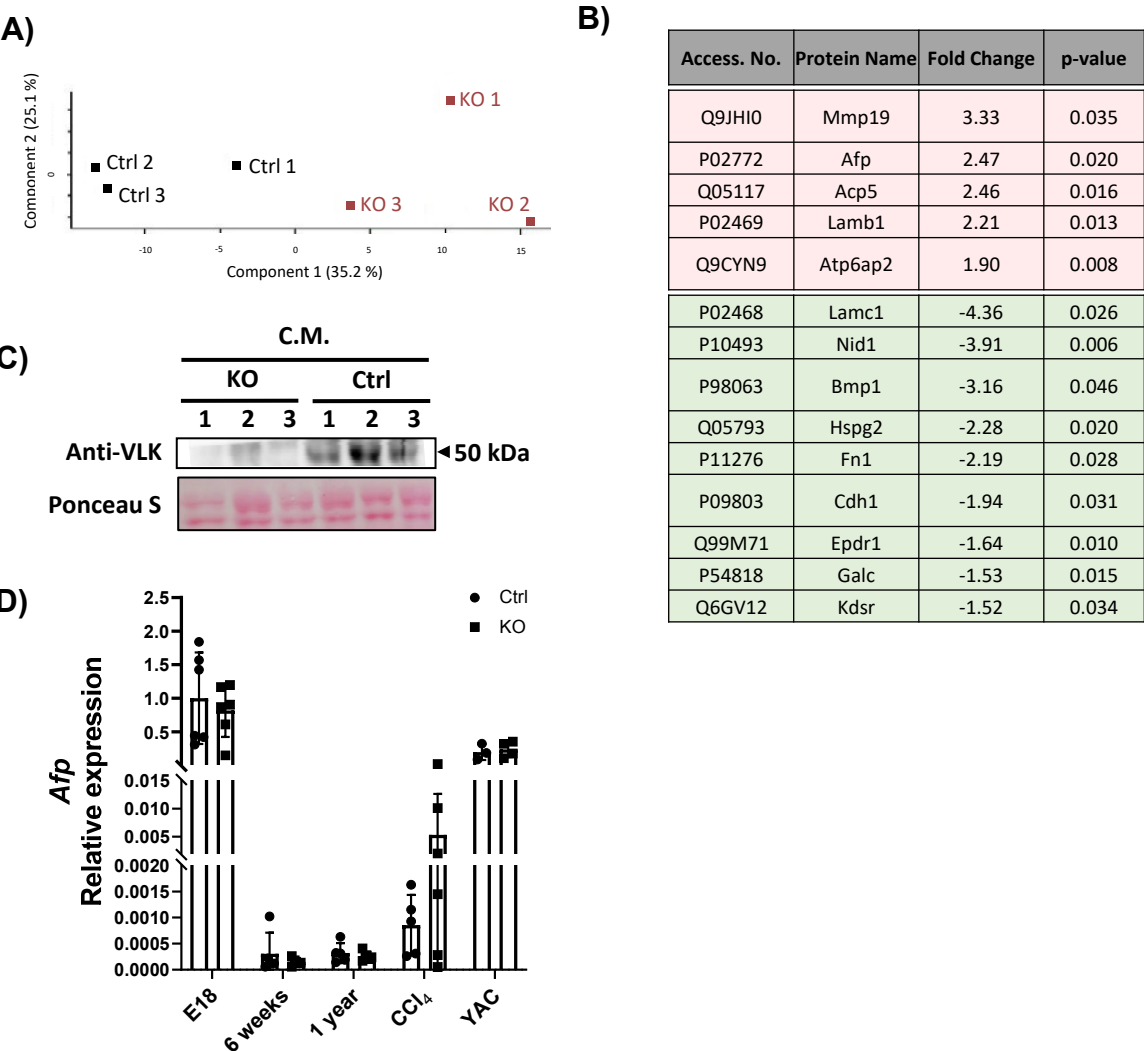 A)
Component 2 (25.1 %)
0
KO 1
Ctrl 2
Ctrl 1
Ctrl 3
KO 3
KO 2
-10 -5 0 5 10 15
Component 1 (35.2 %)
B)
Access. No. Protein Name Fold Change p-value
Q9JHI0 Mmp19 3.33 0.035
P02772 Afp 2.47 0.020
Q05117 Acp5 2.46 0.016
P02469 Lamb1 2.21 0.013
Q9CYN9 Atp6ap2 1.90 0.008
P02468 Lamc1 -4.36 0.026
P10493 Nid1 -3.91 0.006
P98063 Bmp1 -3.16 0.046
Q05793 Hspg2 -2.28 0.020
P11276 Fn1 -2.19 0.028
P09803 Cdh1 -1.94 0.031
Q99M71 Epdr1 -1.64 0.010
P54818 Galc -1.53 0.015
Q6GV12 Kdsr -1.52 0.034
C)
C.M.
KO Ctrl
1 2 3 1 2 3
Anti-VLK 50 kDa
Ponceau S
D)
Afp
Relative expression
2.5
2.0
1.5
1.0
0.5
0.015
0.010
0.005
0.0020
0.0015
0.0010
0.0005
0.0000
Ctrl
KO
E18 6 weeks 1 year CCl₄ YAC